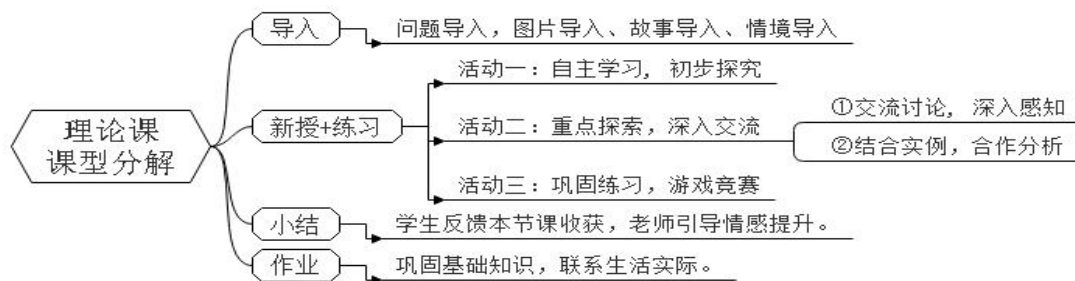 理论课
课型分解
导入
问题导入，图片导入、故事导入、情境导入
新授+练习
活动一：自主学习，初步探究
活动二：重点探索，深入交流
①交流讨论，深入感知
②结合实例，合作分析
活动三：巩固练习，游戏竞赛
小结
学生反馈本节课收获，老师引导情感提升。
作业
巩固基础知识，联系生活实际。